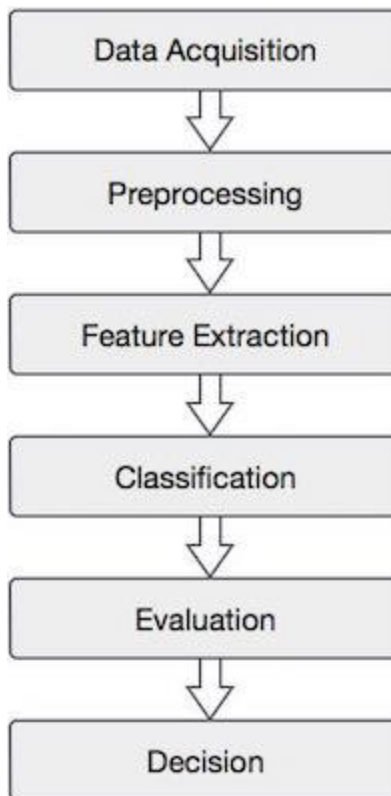 Data Acquisition
Preprocessing
Feature Extraction
Classification
Evaluation
Decision